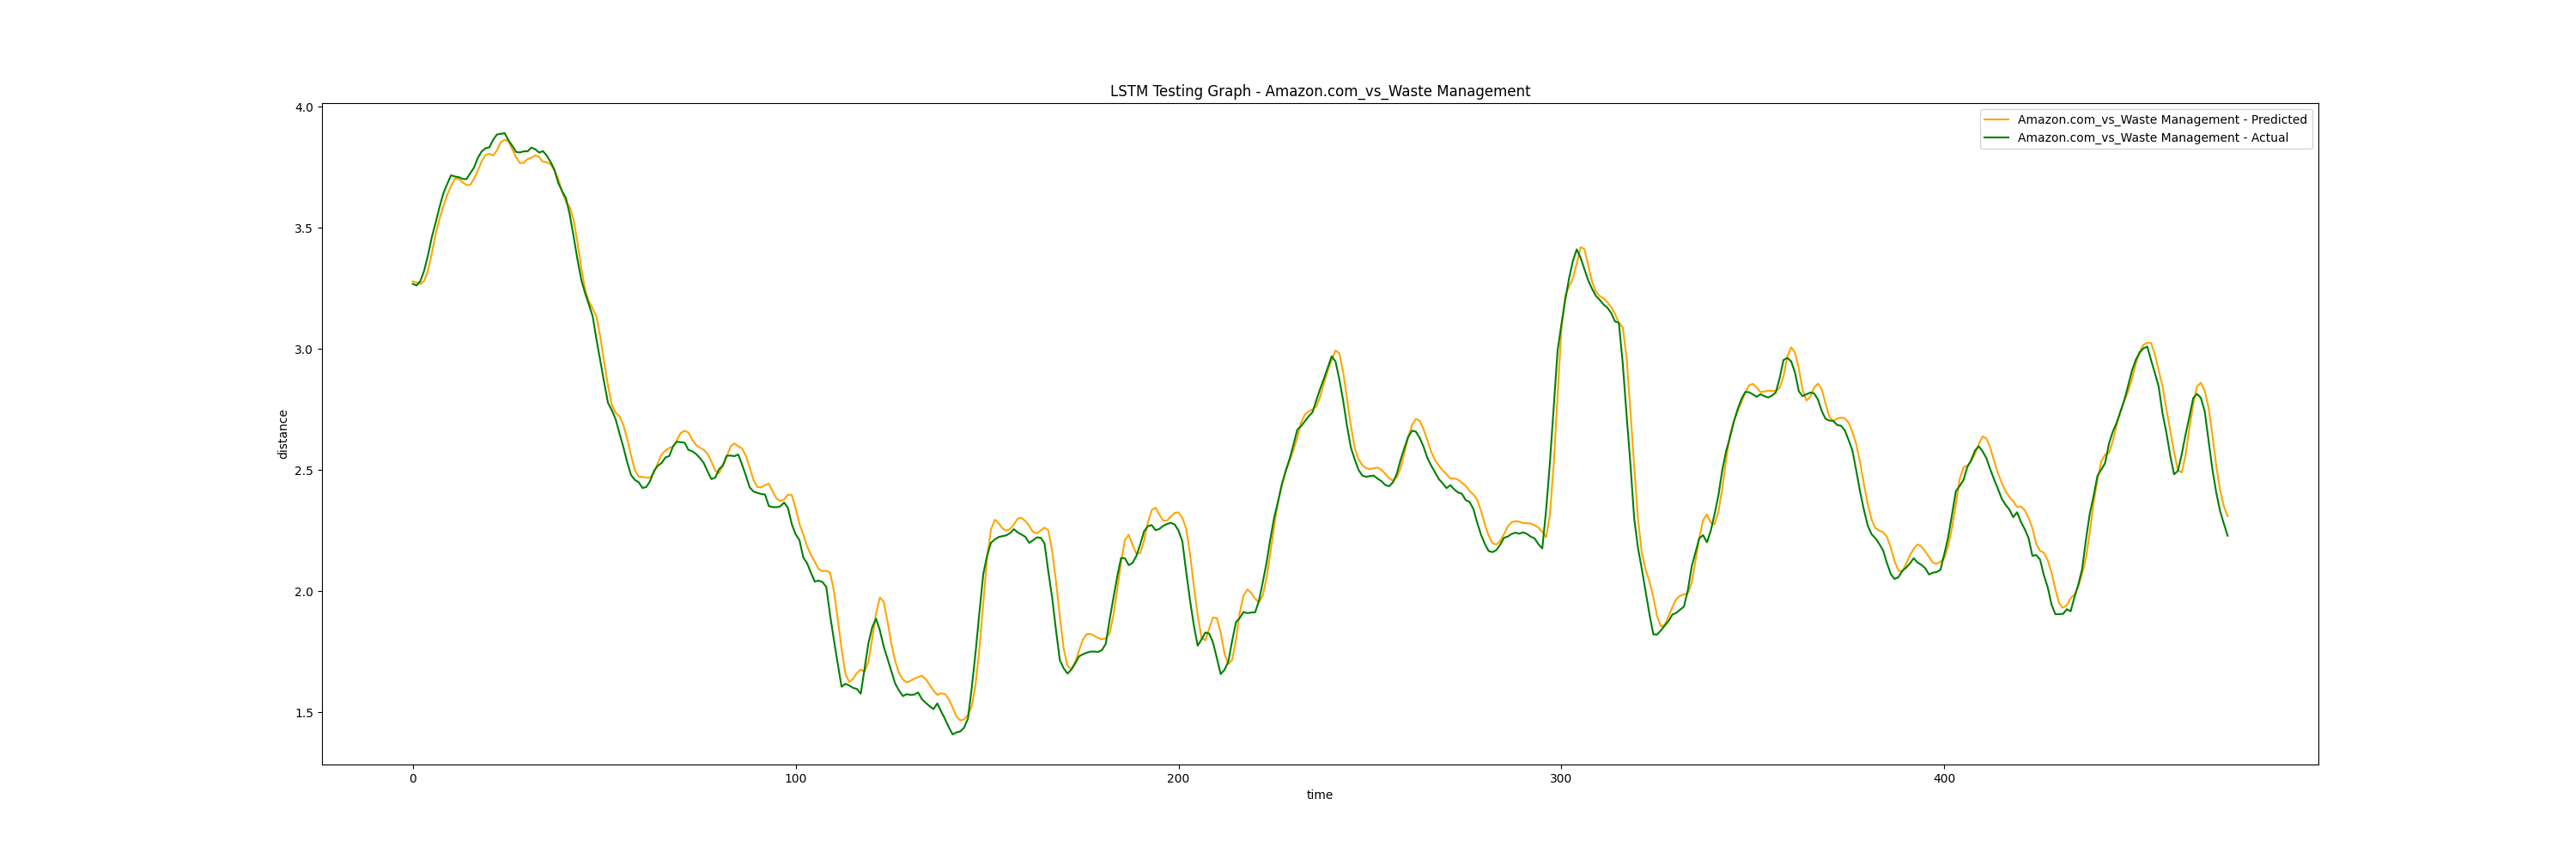 LSTM Testing Graph - Amazon.com_vs_Waste Management
Amazon.com_vs_Waste Management - Predicted
Amazon.com_vs_Waste Management - Actual
4.0
3.5
3.0
2.5
2.0
1.5
distance
0 100 200 300 400
time